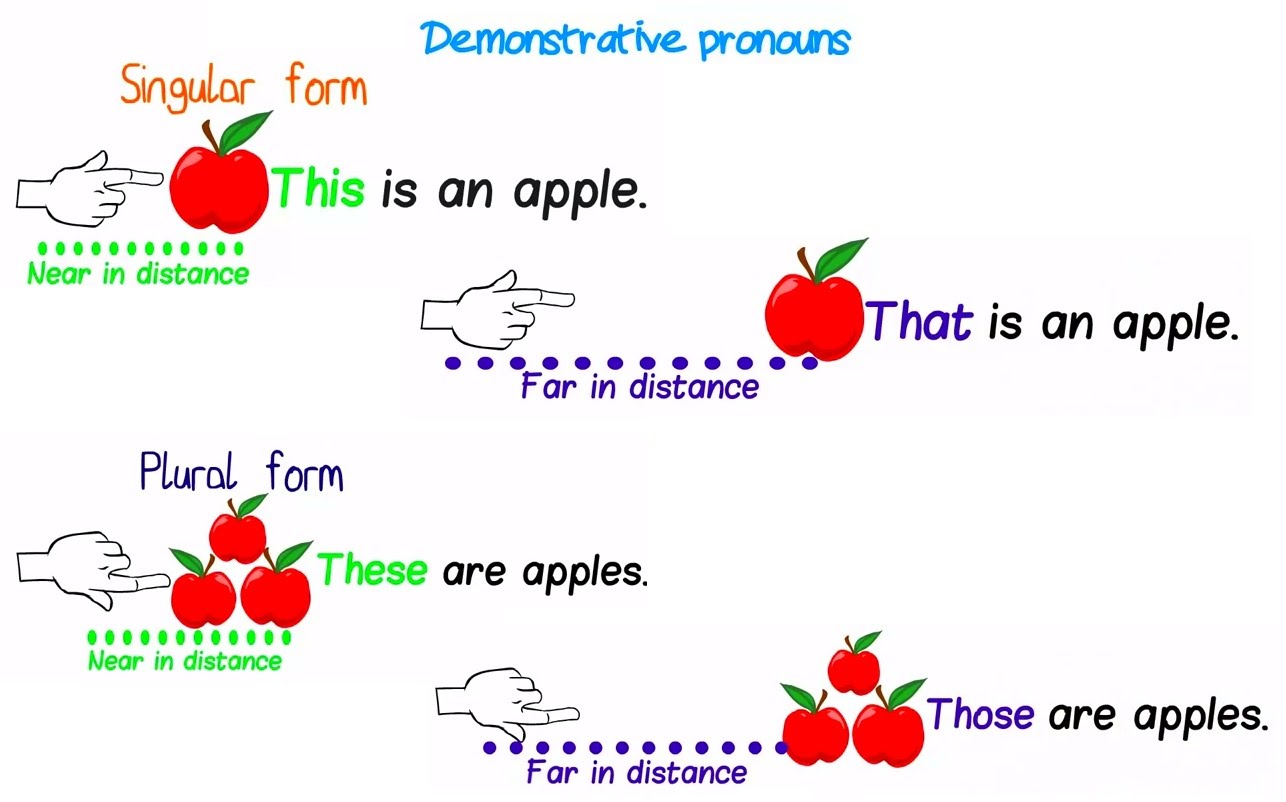 Demonstrative pronouns
Singular form
This is an apple.
Near in distance
That is an apple.
Far in distance
Plural form
These are apples.
Near in distance
Those are apples.
Far in distance